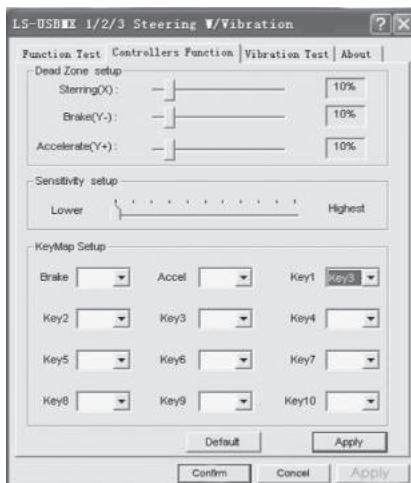 LS-USBMX 1/2/3 Steering W/Vibration
Function Test Controllers Function Vibration Test About
Dead Zone setup
Sterring(X): 10%
Brake(Y-): 10%
Accelerate(Y+): 10%
Sensitivity setup
Lower Highest
KeyMap Setup
Brake Accel Key1 Key3
Key2 Key3 Key4
Key5 Key6 Key7
Key8 Key9 Key10
Default Apply
Confirm Concel Apply